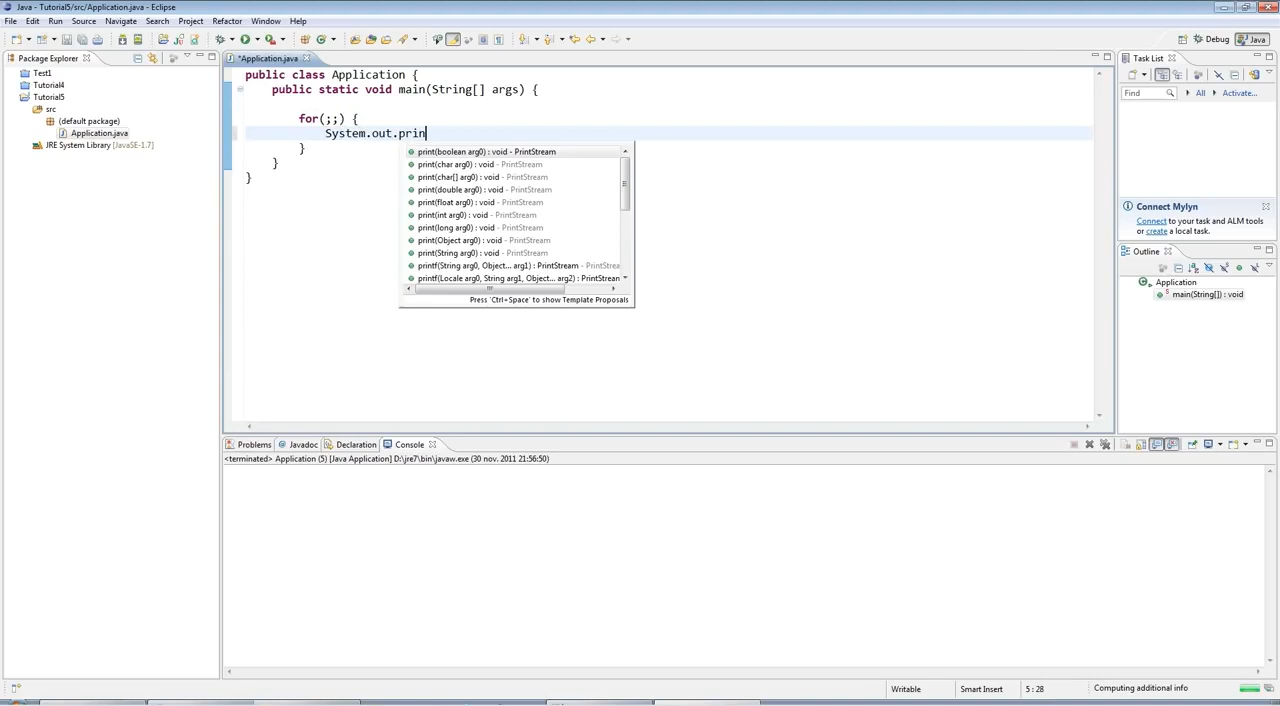 Java - Tutorial5/src/Application.java - Eclipse
File Edit Run Source Navigate Search Project Refactor Window Help
Debug Java
Package Explorer
Test1
Tutorial4
Tutorial5
src
(default package)
Application.java
JRE System Library [JavaSE-1.7]
*Application.java
public class Application {
public static void main(String[] args) {
for(;;) {
System.out.prin
}
}
}
print(boolean arg0) : void - PrintStream
print(char arg0) : void - PrintStream
print(char[] arg0) : void - PrintStream
print(double arg0) : void - PrintStream
print(float arg0) : void - PrintStream
print(int arg0) : void - PrintStream
print(long arg0) : void - PrintStream
print(Object arg0) : void - PrintStream
print(String arg0) : void - PrintStream
printf(String arg0, Object... arg1) : PrintStream - PrintStrea
printf(Locale arg0, String arg1, Object... arg2) : PrintStrean
Press 'Ctrl+Space' to show Template Proposals
Task List
Find All Activate...
Connect Mylyn
Connect to your task and ALM tools
or create a local task.
Outline
Application
main(String[]) : void
Problems Javadoc Declaration Console
<terminated> Application (5) [Java Application] D:\jre7\bin\javaw.exe (30 nov. 2011 21:56:50)
Writable Smart Insert 5 : 28 Computing additional info